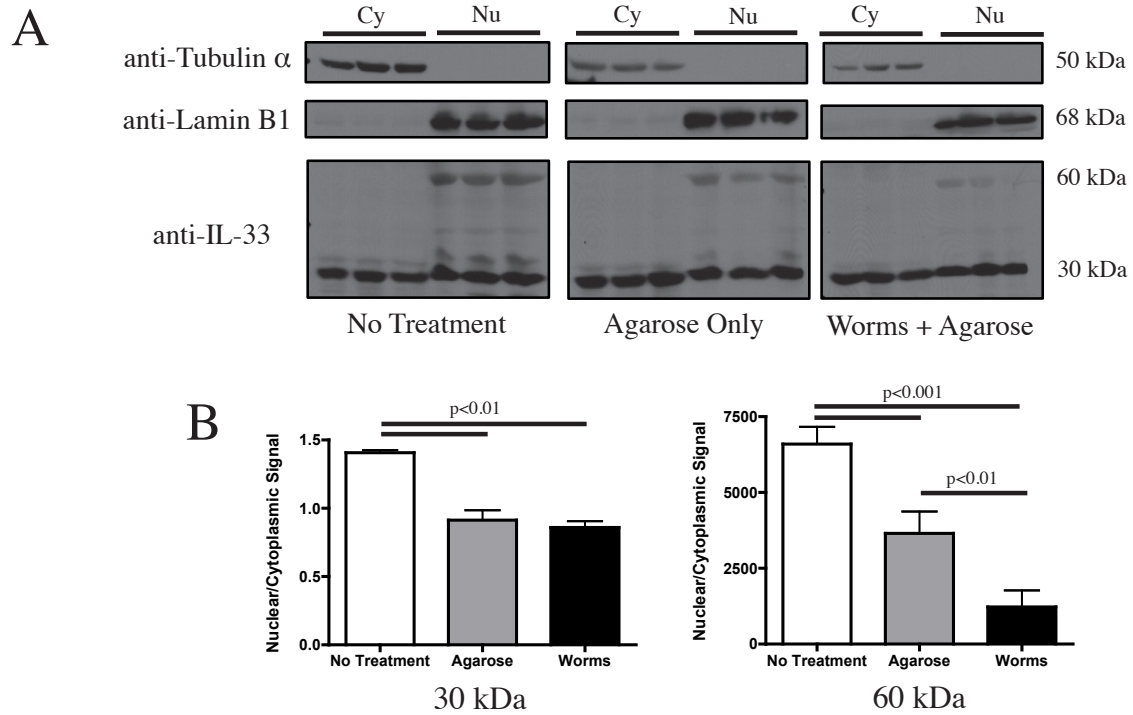 A
Cy Nu Cy Nu Cy Nu
anti-Tubulin α 50 kDa
anti-Lamin B1 68 kDa
60 kDa
anti-IL-33
30 kDa
No Treatment Agarose Only Worms + Agarose
B
Nuclear/Cytoplasmic Signal
p<0.01
1.5
1.0
0.5
0.0
No Treatment Agarose Worms
30 kDa
Nuclear/Cytoplasmic Signal
p<0.001
p<0.01
7500
5000
2500
0
No Treatment Agarose Worms
60 kDa